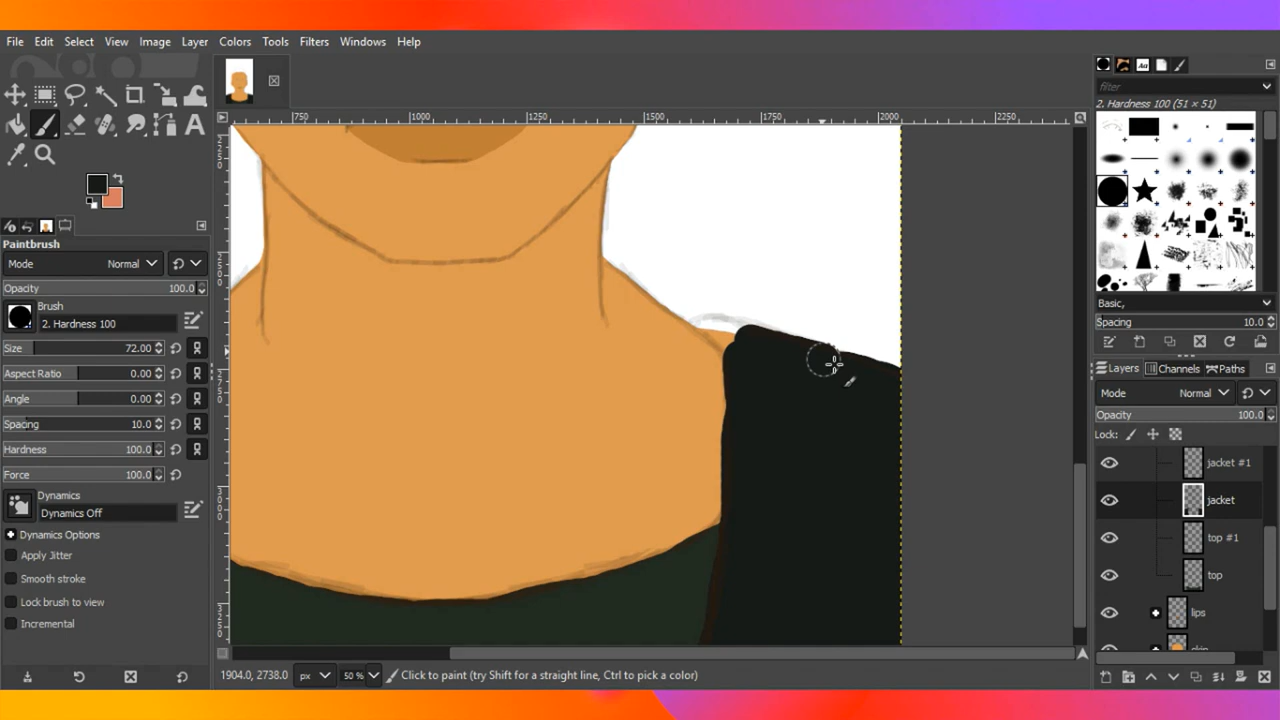 File Edit Select View Image Layer Colors Tools Filters Windows Help
filter
2. Hardness 100 (51 × 51)
750 1000 1250 1500 1750 2000 2250
Paintbrush
Mode Normal
Opacity 100.0
Brush
2. Hardness 100
Size 72.00
Aspect Ratio 0.00
Angle 0.00
Spacing 10.0
Hardness 100.0
Force 100.0
Dynamics
Dynamics Off
Dynamics Options
Apply Jitter
Smooth stroke
Lock brush to view
Incremental
Basic,
Spacing 10.0
Layers Channels Paths
Mode Normal
Opacity 100.0
Lock:
jacket #1
jacket
top #1
top
lips
skin
1904.0, 2738.0 px 50 % Click to paint (try Shift for a straight line, Ctrl to pick a color)